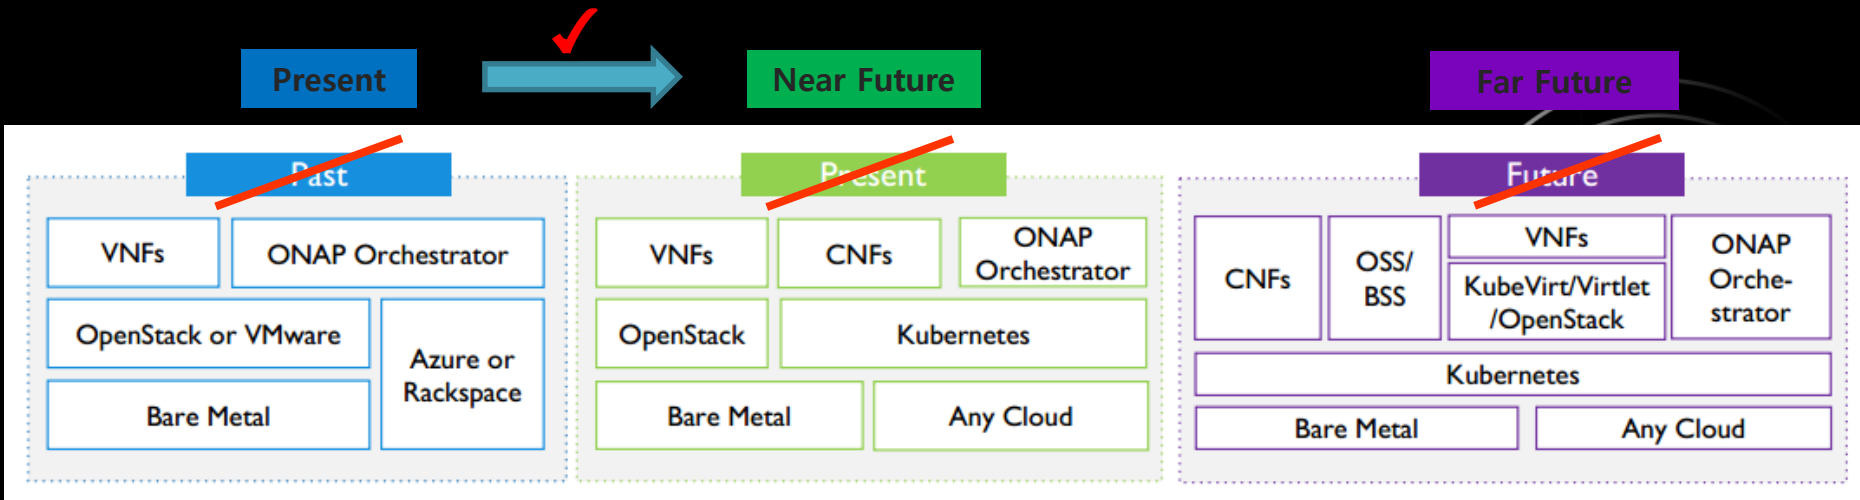 Present
Near Future
Far Future
Past
VNFs
ONAP Orchestrator
OpenStack or VMware
Azure or
Rackspace
Bare Metal
Present
VNFs
CNFs
ONAP
Orchestrator
OpenStack
Kubernetes
Bare Metal
Any Cloud
Future
CNFs
OSS/
BSS
VNFs
KubeVirt/Virtlet
/OpenStack
ONAP
Orche-
strator
Kubernetes
Bare Metal
Any Cloud